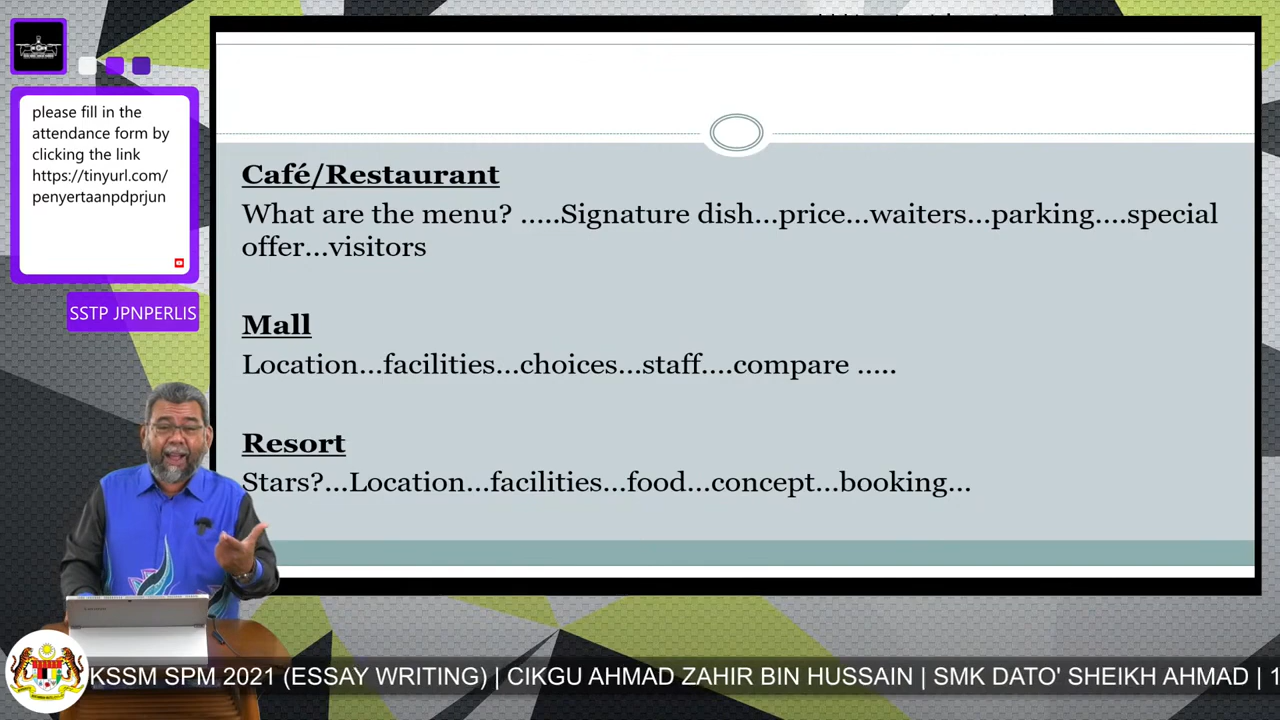 please fill in the
attendance form by
clicking the link
https://tinyurl.com/
penyertaanpdprjun
SSTP JPNPERLIS
Café/Restaurant
What are the menu? .....Signature dish...price...waiters...parking....special
offer...visitors
Mall
Location...facilities...choices...staff....compare .....
Resort
Stars?...Location...facilities...food...concept...booking...
KSSM SPM 2021 (ESSAY WRITING) | CIKGU AHMAD ZAHIR BIN HUSSAIN | SMK DATO' SHEIKH AHMAD | 1